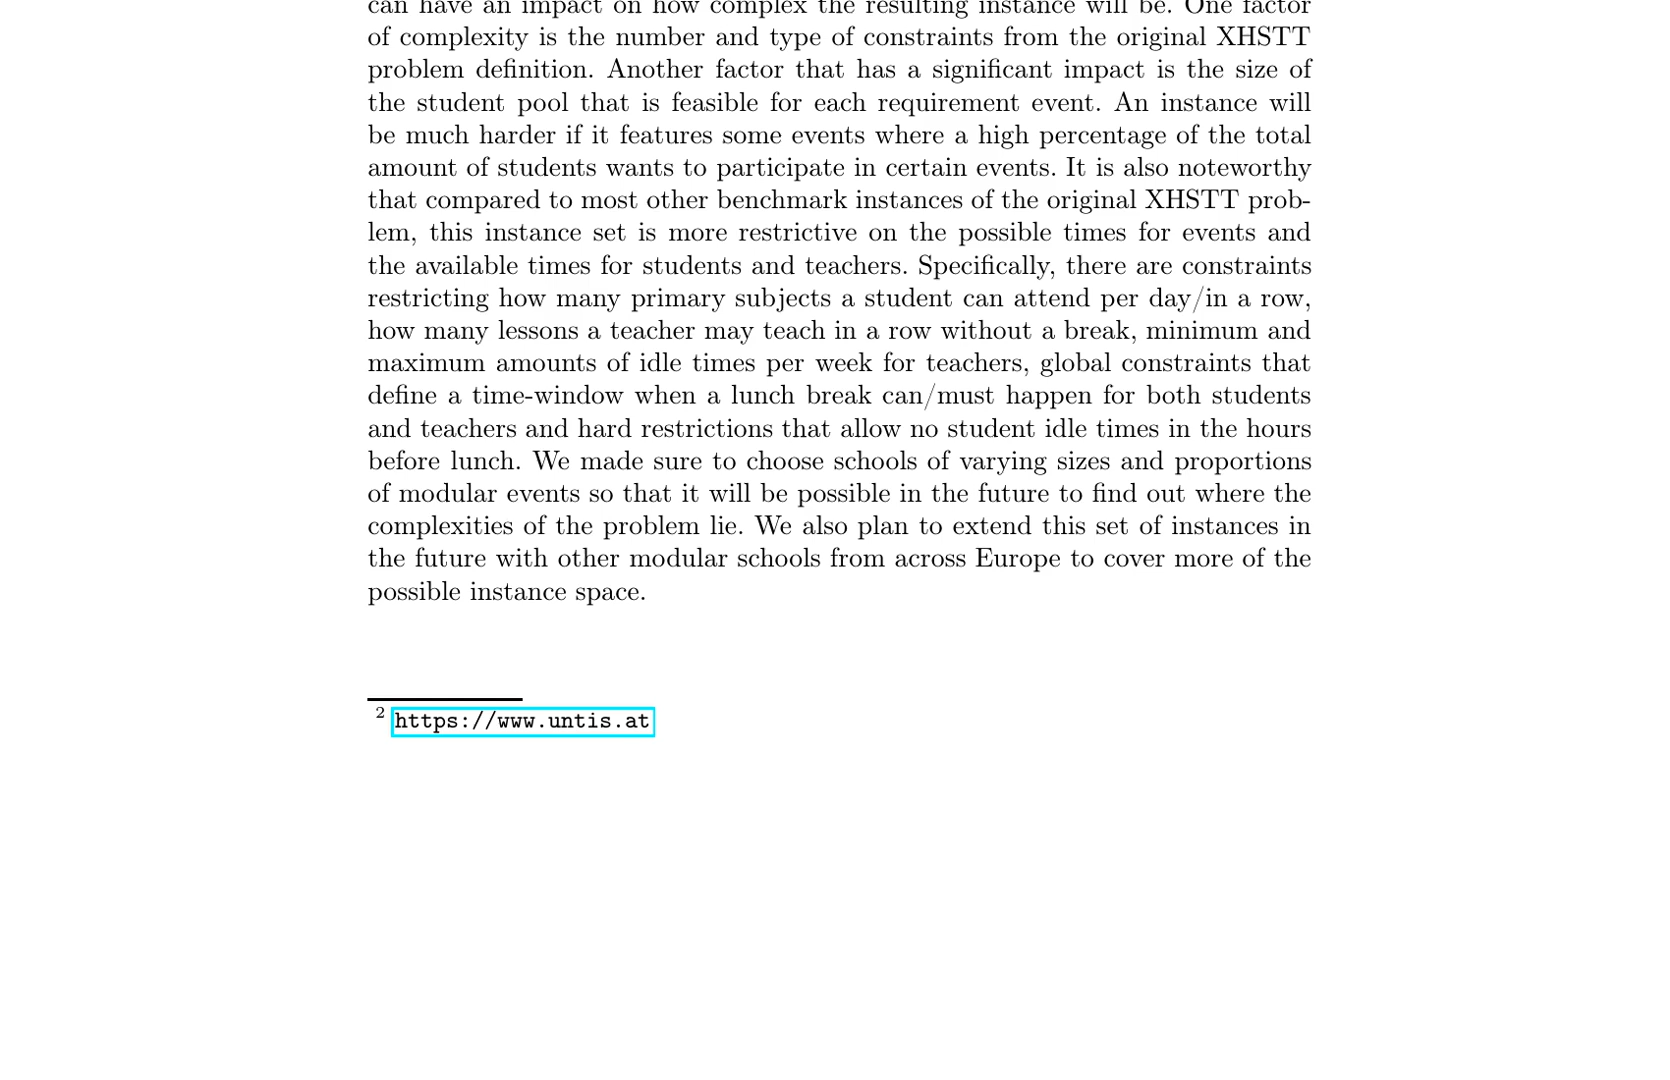 can have an impact on how complex the resulting instance will be. One factor
of complexity is the number and type of constraints from the original XHSTT
problem definition. Another factor that has a significant impact is the size of
the student pool that is feasible for each requirement event. An instance will
be much harder if it features some events where a high percentage of the total
amount of students wants to participate in certain events. It is also noteworthy
that compared to most other benchmark instances of the original XHSTT prob-
lem, this instance set is more restrictive on the possible times for events and
the available times for students and teachers. Specifically, there are constraints
restricting how many primary subjects a student can attend per day/in a row,
how many lessons a teacher may teach in a row without a break, minimum and
maximum amounts of idle times per week for teachers, global constraints that
define a time-window when a lunch break can/must happen for both students
and teachers and hard restrictions that allow no student idle times in the hours
before lunch. We made sure to choose schools of varying sizes and proportions
of modular events so that it will be possible in the future to find out where the
complexities of the problem lie. We also plan to extend this set of instances in
the future with other modular schools from across Europe to cover more of the
possible instance space.
2 https://www.untis.at